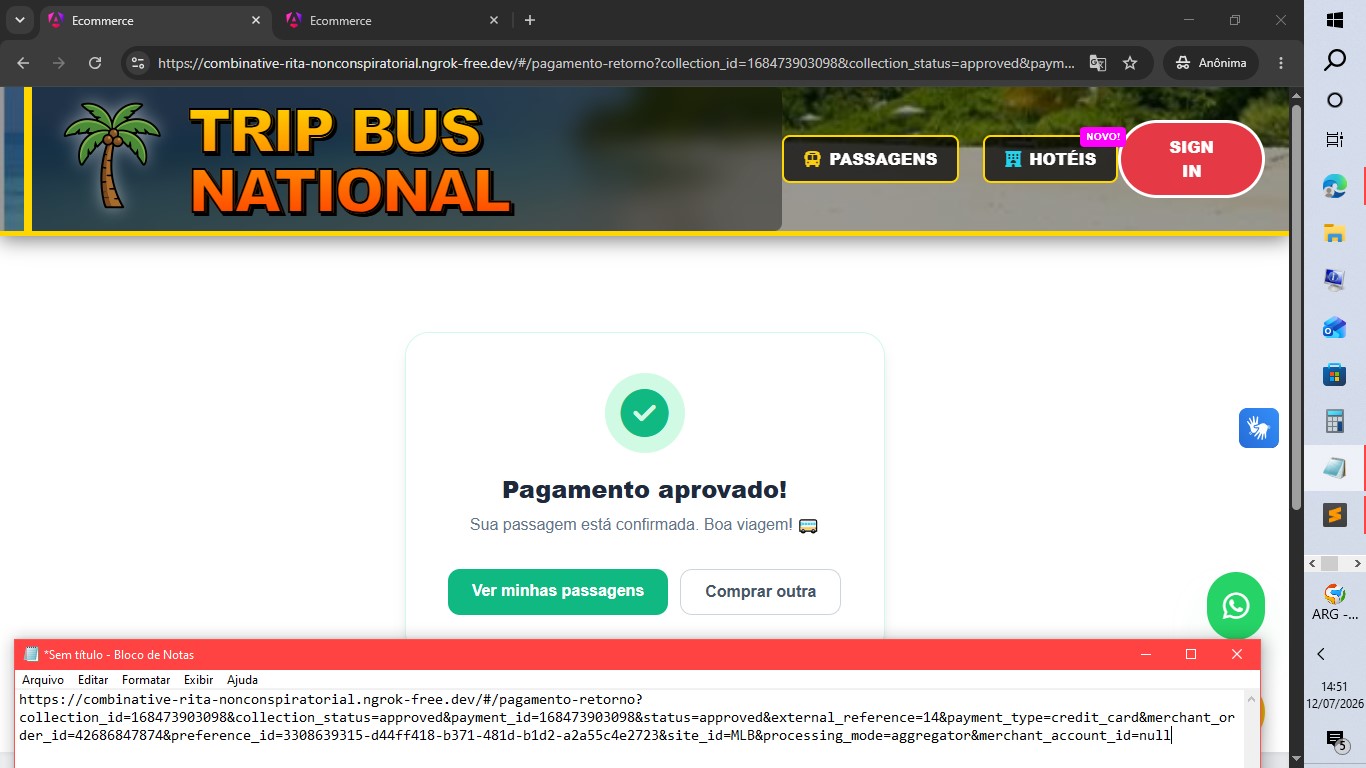 Ecommerce
Ecommerce
https://combinative-rita-nonconspiratorial.ngrok-free.dev/#/pagamento-retorno?collection_id=168473903098&collection_status=approved&paym...
Anônima
TRIP BUS
NATIONAL
PASSAGENS
HOTÉIS
NOVO!
SIGN
IN
Pagamento aprovado!
Sua passagem está confirmada. Boa viagem!
Ver minhas passagens
Comprar outra
*Sem título - Bloco de Notas
Arquivo Editar Formatar Exibir Ajuda
https://combinative-rita-nonconspiratorial.ngrok-free.dev/#/pagamento-retorno?
collection_id=168473903098&collection_status=approved&payment_id=168473903098&status=approved&external_reference=14&payment_type=credit_card&merchant_or
der_id=42686847874&preference_id=3308639315-d44ff418-b371-481d-b1d2-a2a55c4e2723&site_id=MLB&processing_mode=aggregator&merchant_account_id=null
ARG -...
14:51
12/07/2026
5